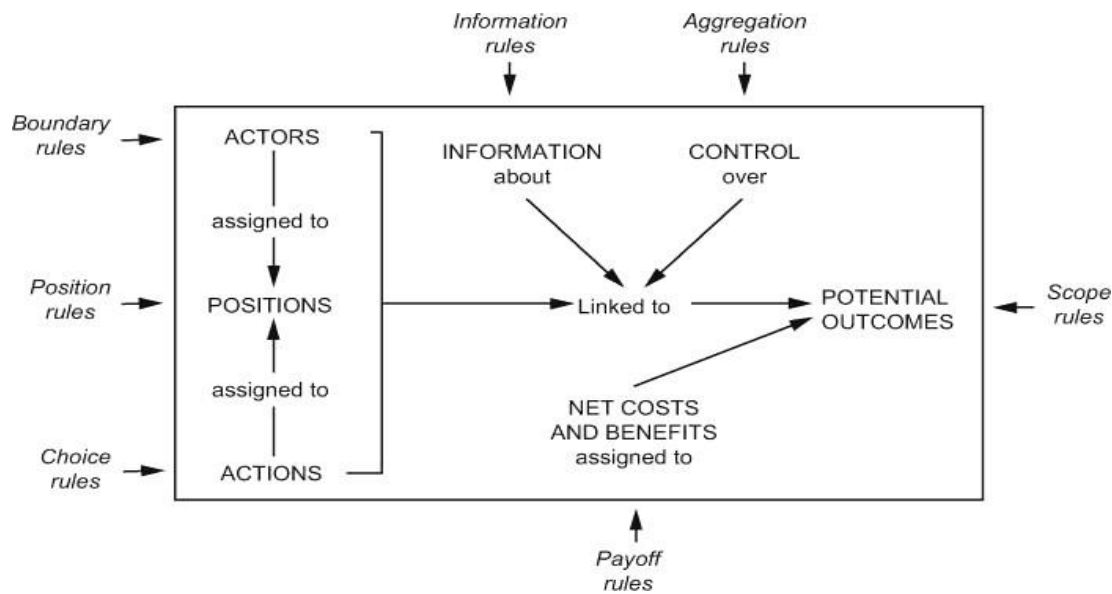 Information
rules
Aggregation
rules
Boundary
rules
ACTORS
INFORMATION
about
CONTROL
over
assigned to
Position
rules
POSITIONS
Linked to
POTENTIAL
OUTCOMES
Scope
rules
assigned to
NET COSTS
AND BENEFITS
assigned to
Choice
rules
ACTIONS
Payoff
rules